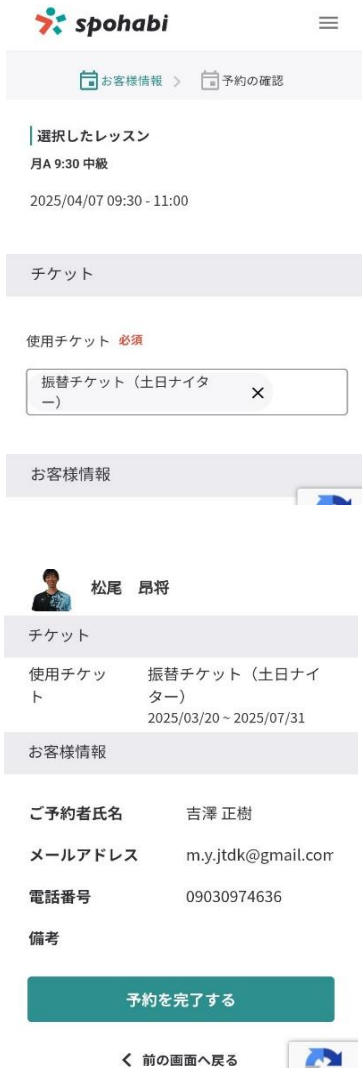 spohabi
お客様情報 > 予約の確認
選択したレッスン
月A 9:30 中級
2025/04/07 09:30 - 11:00
チケット
使用チケット 必須
振替チケット（土日ナイタ
ー）
お客様情報
松尾 昂将
チケット
使用チケッ 振替チケット（土日ナイ
ト ター）
2025/03/20 ~ 2025/07/31
お客様情報
ご予約者氏名 吉澤 正樹
メールアドレス m.y.jtdk@gmail.com
電話番号 09030974636
備考
予約を完了する
前の画面へ戻る